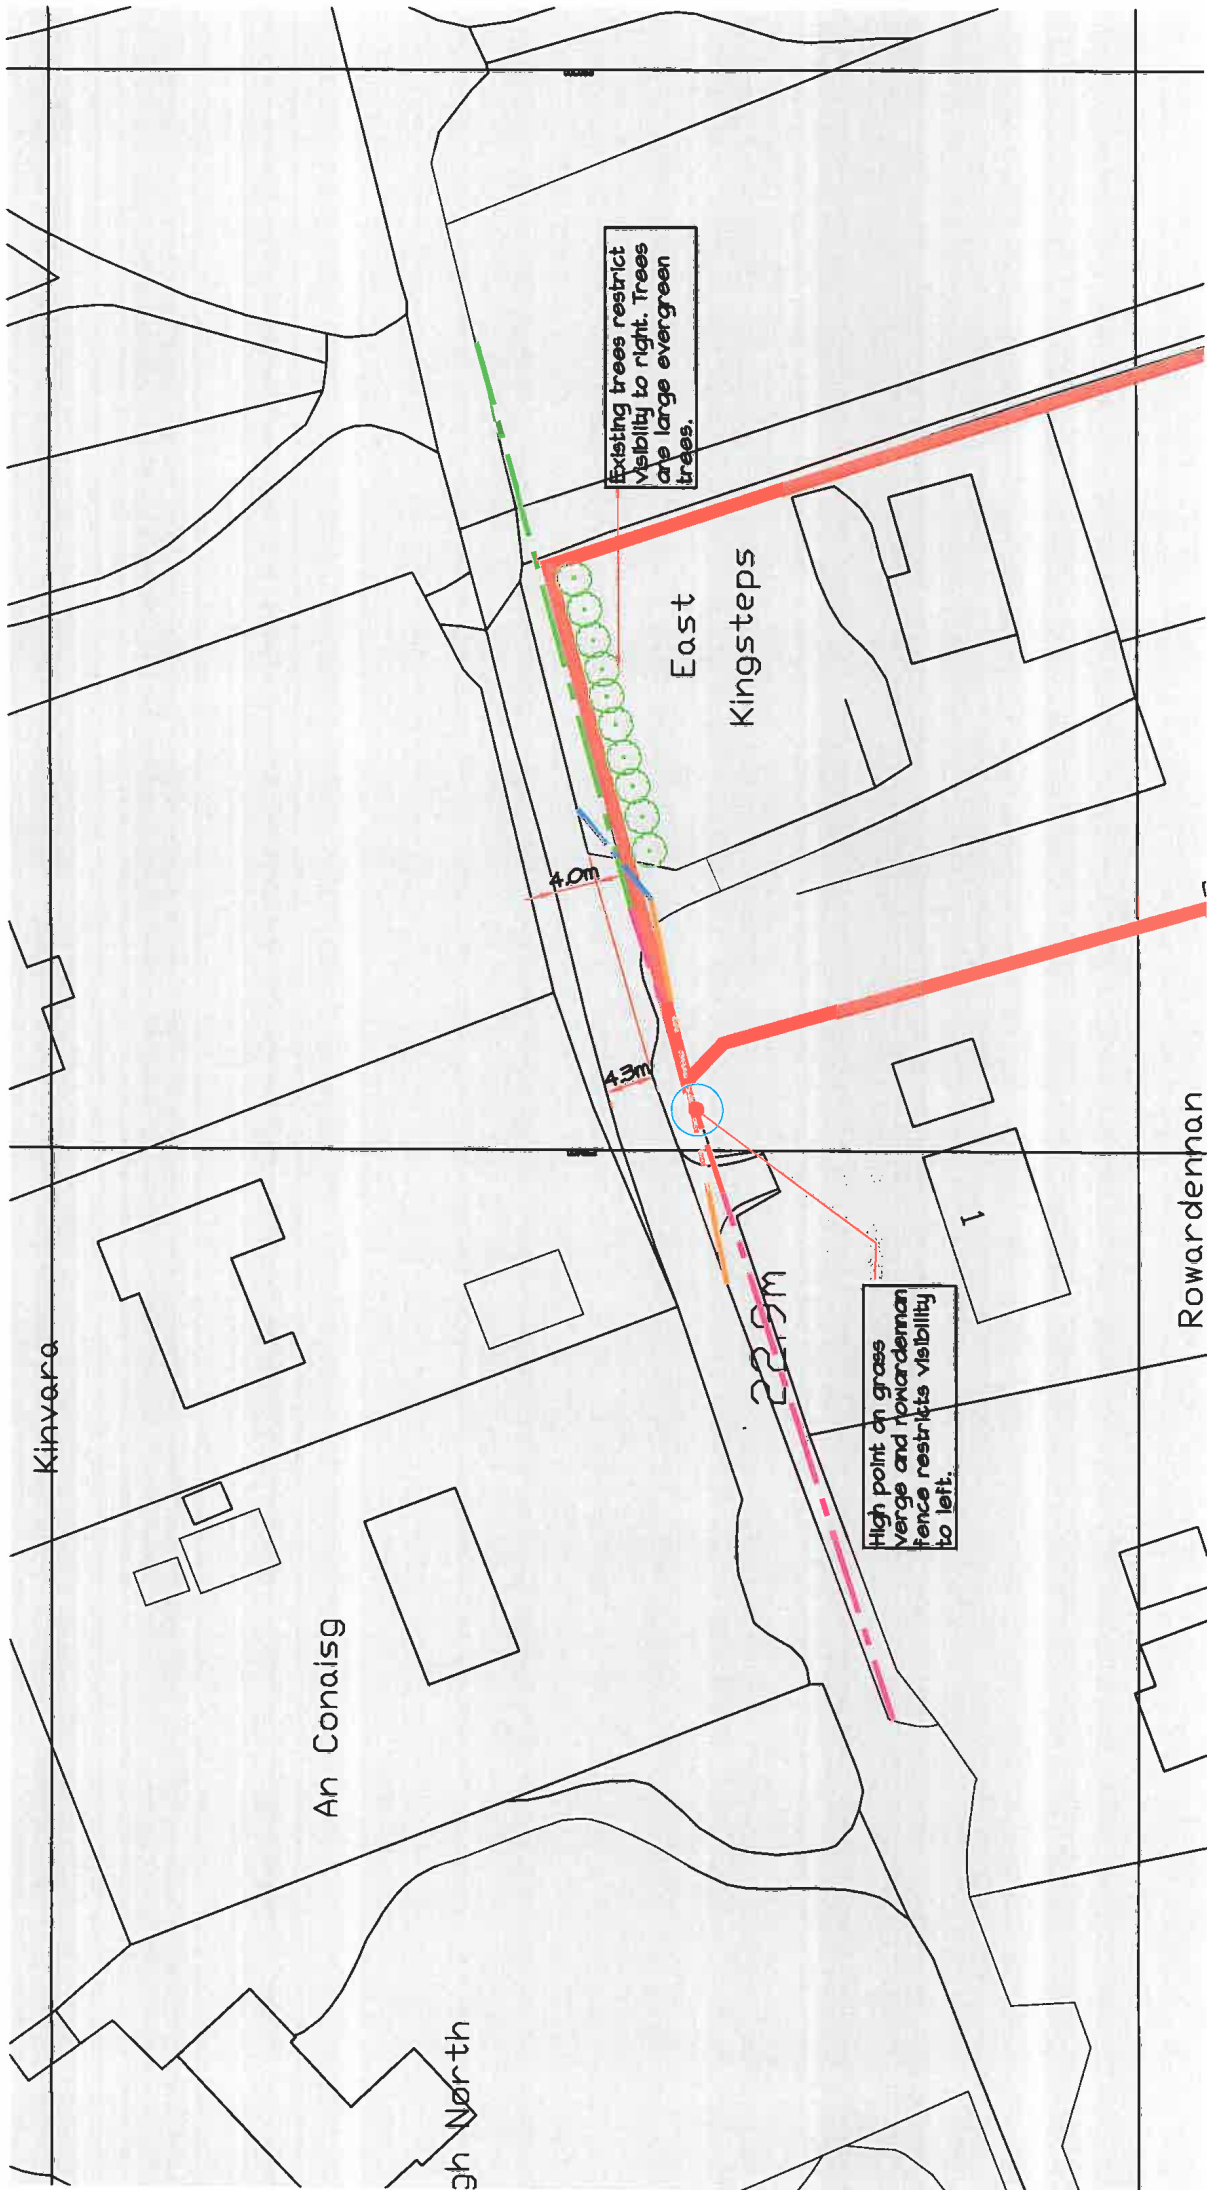 Existing trees restrict
visibility to right. Trees
are large evergreen
trees.
East
Kingsteps
4.0m
4.3m
22.9m
1
Rowardennan
High point on grass
verge and rowardennan
fence restricts visibility
to left.
Kinvara
An Conaisg
gh North